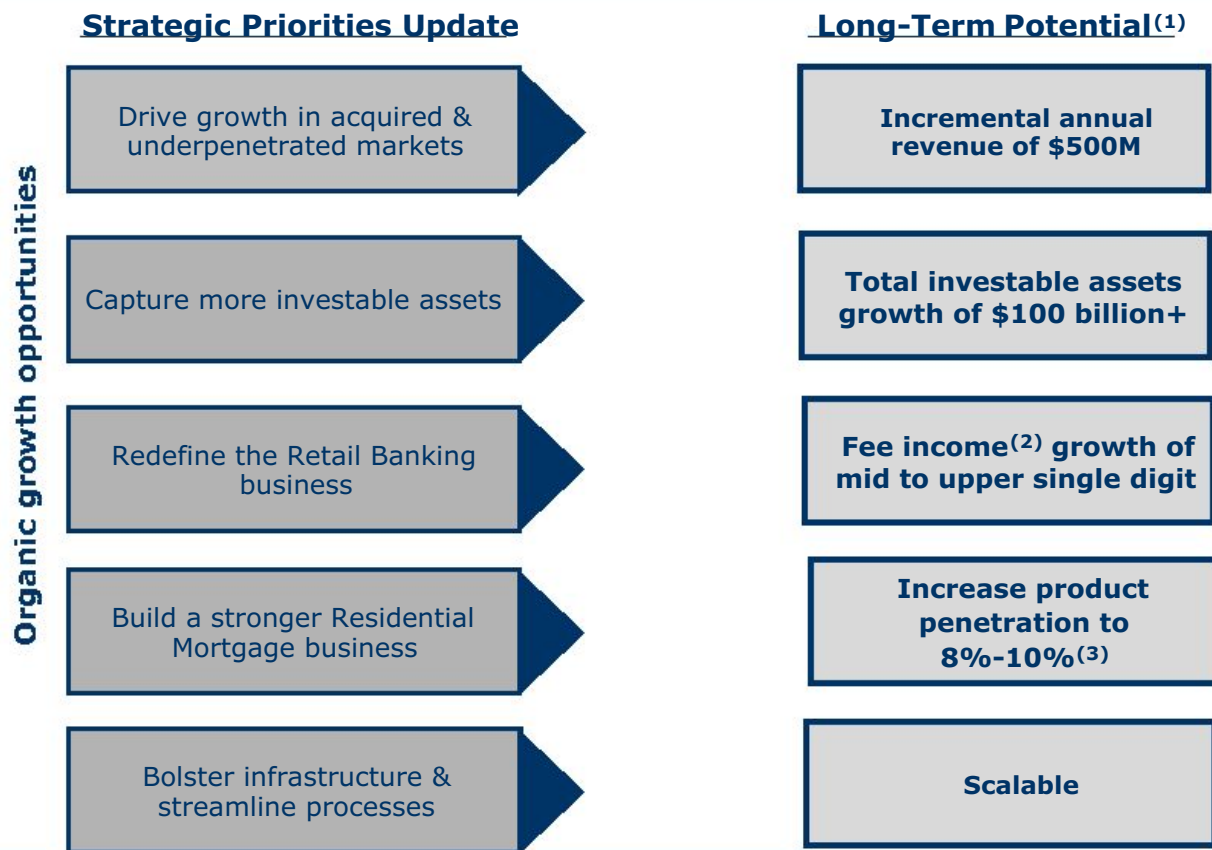 Strategic Priorities Update
Long-Term Potential(1)
Organic growth opportunities
Drive growth in acquired &
underpenetrated markets
Incremental annual
revenue of $500M
Capture more investable assets
Total investable assets
growth of $100 billion+
Redefine the Retail Banking
business
Fee income(2) growth of
mid to upper single digit
Build a stronger Residential
Mortgage business
Increase product
penetration to
8%-10%(3)
Bolster infrastructure &
streamline processes
Scalable